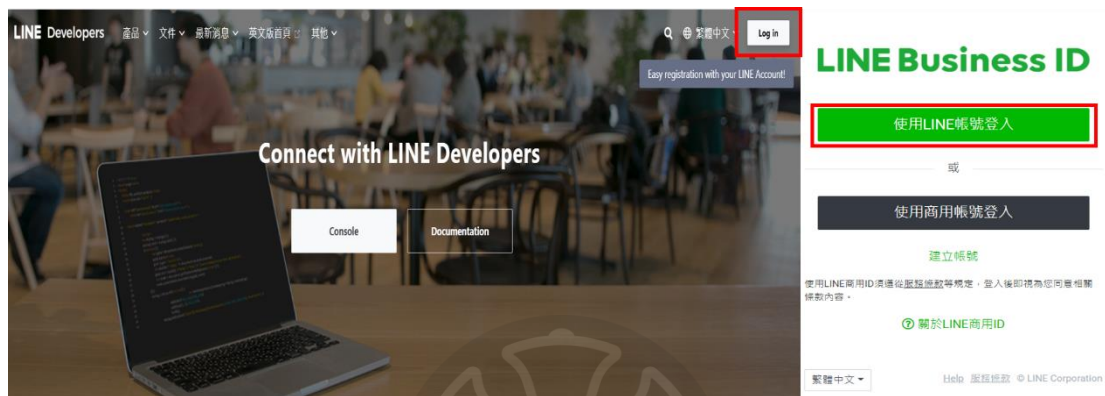 LINE Developers 產品 文件 最新消息 英文版首頁 其他 繁體中文 Log in
Easy registration with your LINE Account!
Connect with LINE Developers
Console Documentation
LINE Business ID
使用LINE帳號登入
或
使用商用帳號登入
建立帳號
使用LINE商用ID須遵從服務條款等規定，登入後即視為您同意相關
條款內容。
關於LINE商用ID
繁體中文 Help 服務條款 © LINE Corporation